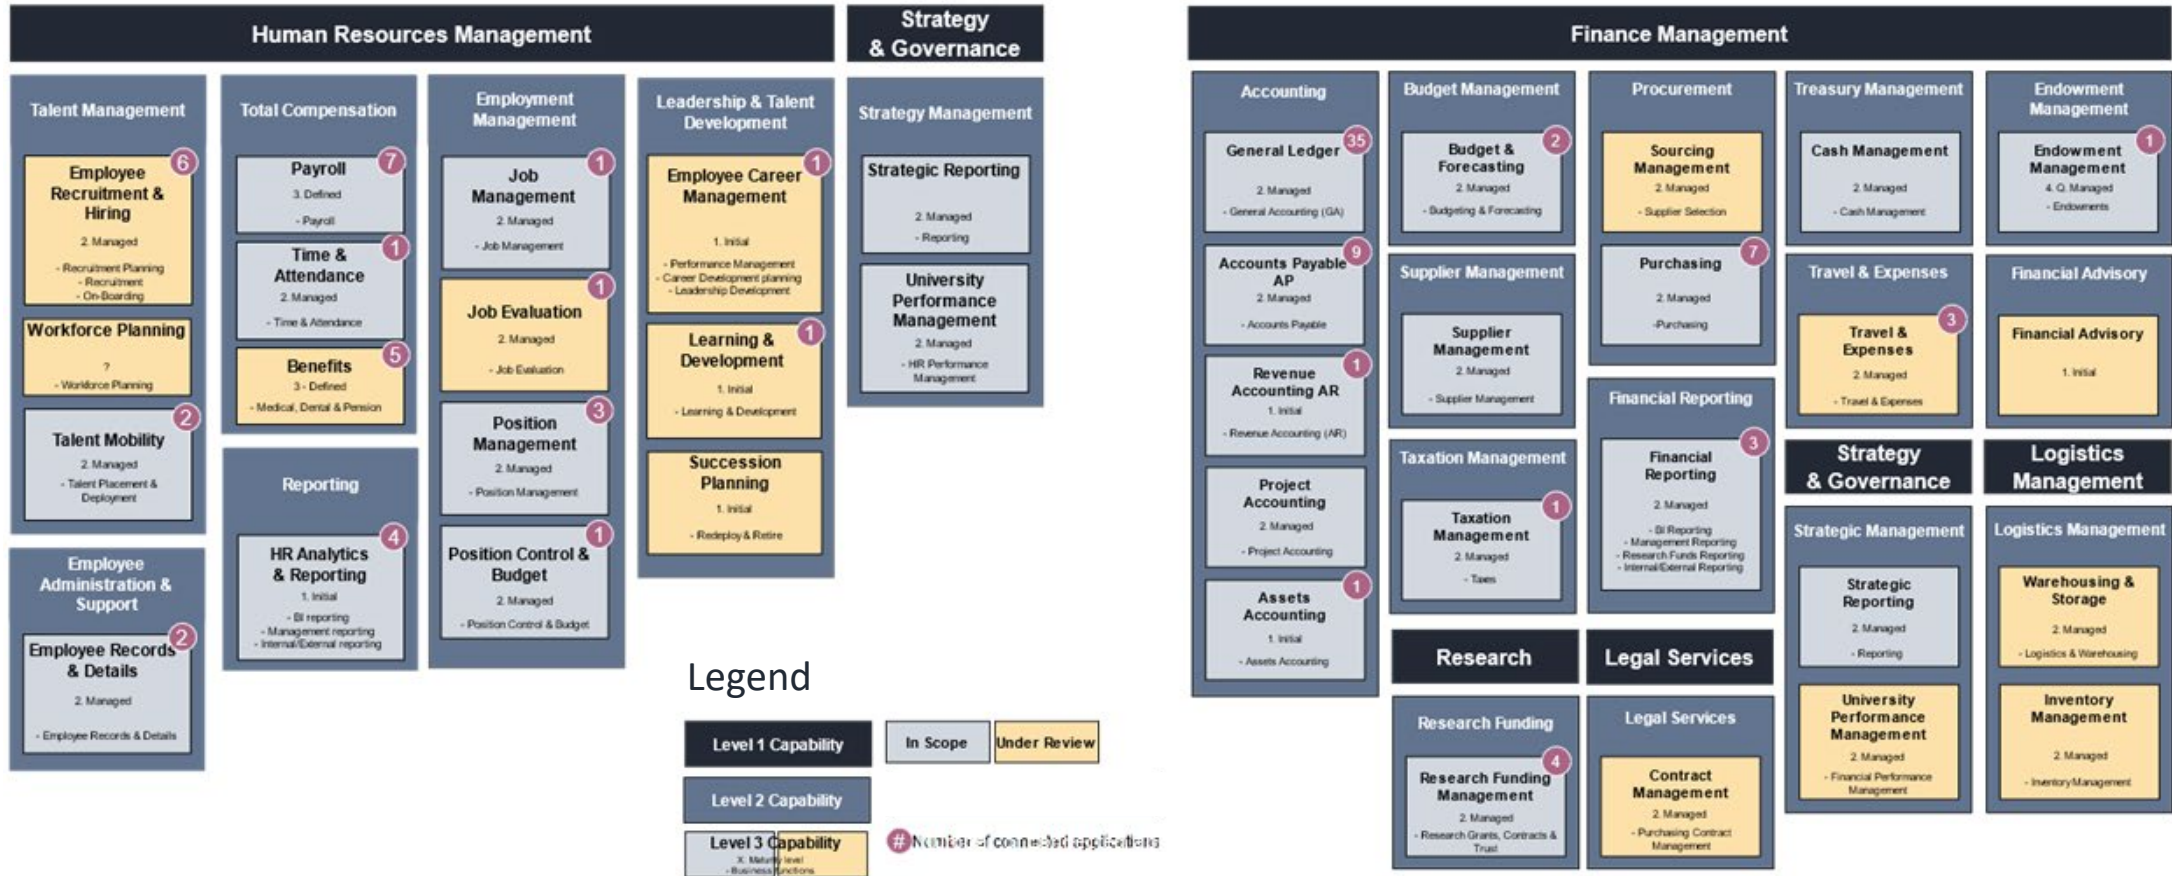 Human Resources Management
Talent Management
6
Employee
Recruitment &
Hiring
2. Managed
- Recruitment Planning
- Recruitment
- On-Boarding
Workforce Planning
?
- Workforce Planning
2
Talent Mobility
2. Managed
- Talent Placement &
Deployment
Employee
Administration &
Support
2
Employee Records
& Details
2. Managed
- Employee Records & Details
Total Compensation
7
Payroll
3. Defined
- Payroll
1
Time &
Attendance
2. Managed
- Time & Attendance
5
Benefits
3 - Defined
- Medical, Dental & Pension
Reporting
4
HR Analytics
& Reporting
1. Initial
- BI reporting
- Management reporting
- Internal/External reporting
Employment
Management
1
Job
Management
2. Managed
- Job Management
1
Job Evaluation
2. Managed
- Job Evaluation
3
Position
Management
2. Managed
- Position Management
1
Position Control &
Budget
2. Managed
- Position Control & Budget
Leadership & Talent
Development
1
Employee Career
Management
1. Initial
- Performance Management
- Career Development planning
- Leadership Development
1
Learning &
Development
1. Initial
- Learning & Development
Succession
Planning
1. Initial
- Redeploy & Retire
Strategy
& Governance
Strategy Management
Strategic Reporting
2. Managed
- Reporting
University
Performance
Management
2. Managed
- HR Performance
Management
Legend
Level 1 Capability
In Scope
Under Review
Level 2 Capability
Level 3 Capability
X. Maturity level
- Business functions
# Number of connected applications
Finance Management
Accounting
35
General Ledger
2. Managed
- General Accounting (GA)
9
Accounts Payable
AP
2. Managed
- Accounts Payable
1
Revenue
Accounting AR
1. Initial
- Revenue Accounting (AR)
Project
Accounting
2. Managed
- Project Accounting
1
Assets
Accounting
1. Initial
- Assets Accounting
Budget Management
2
Budget &
Forecasting
2. Managed
- Budgeting & Forecasting
Supplier Management
Supplier
Management
2. Managed
- Supplier Management
Taxation Management
1
Taxation
Management
2. Managed
- Taxes
Research
Research Funding
4
Research Funding
Management
2. Managed
- Research Grants, Contracts &
Trust
Procurement
Sourcing
Management
2. Managed
- Supplier Selection
7
Purchasing
2. Managed
-Purchasing
Financial Reporting
3
Financial
Reporting
2. Managed
- BI Reporting
- Management Reporting
- Research Funds Reporting
- Internal/External Reporting
Legal Services
Legal Services
Contract
Management
2. Managed
- Purchasing Contract
Management
Treasury Management
Cash Management
2. Managed
- Cash Management
Travel & Expenses
3
Travel &
Expenses
2. Managed
- Travel & Expenses
Strategy
& Governance
Strategic Management
Strategic
Reporting
2. Managed
- Reporting
University
Performance
Management
2. Managed
- Financial Performance
Management
Endowment
Management
1
Endowment
Management
4. Q. Managed
- Endowments
Financial Advisory
Financial Advisory
1. Initial
Logistics
Management
Logistics Management
Warehousing &
Storage
2. Managed
- Logistics & Warehousing
Inventory
Management
2. Managed
- Inventory Management